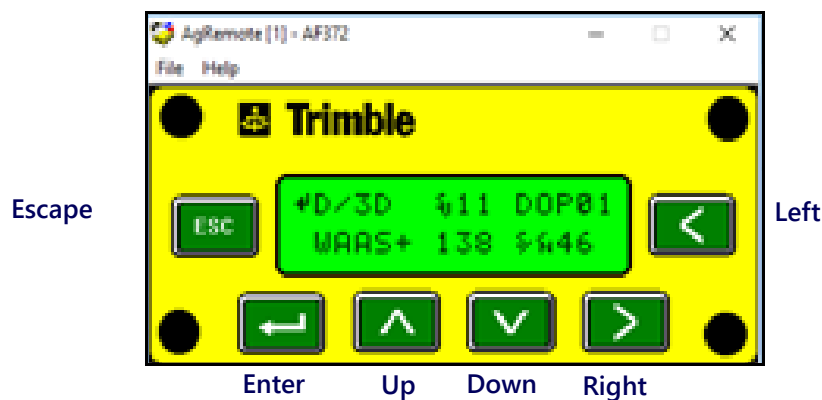 AgRemote [1] - AF372
File Help
Trimble
D/3D 11 DOP01
WAAS+ 138 46
Escape
ESC
Left
Enter Up Down Right